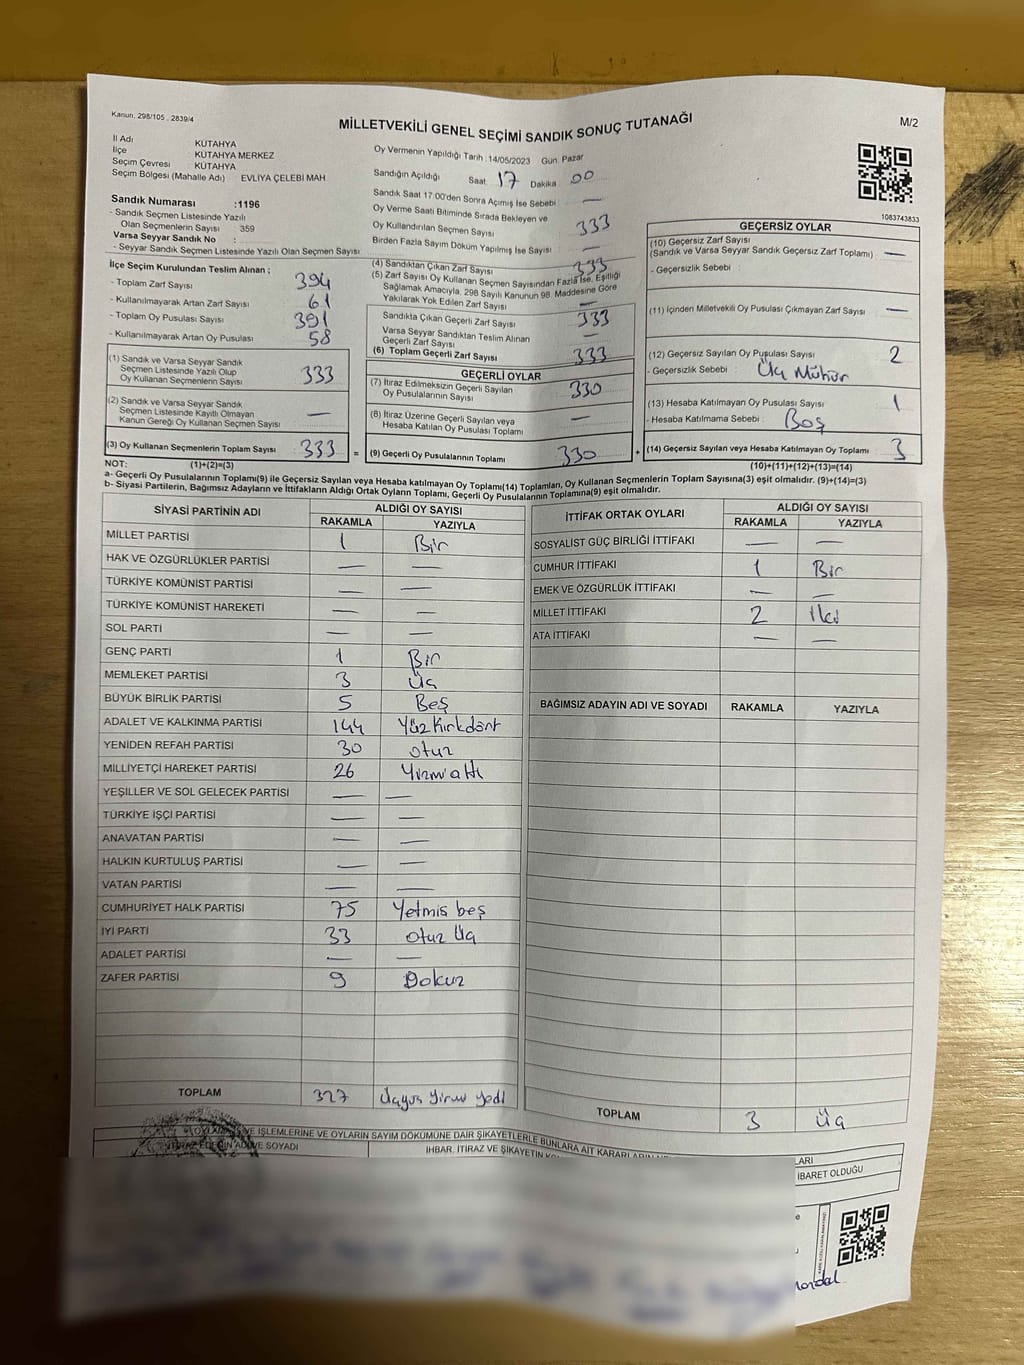 Kanun, 298/105 , 2839/4
MİLLETVEKİLİ GENEL SEÇİMİ SANDIK SONUÇ TUTANAĞI
M/2
İl Adı KÜTAHYA
İlçe KÜTAHYA MERKEZ
Seçim Çevresi : KÜTAHYA
Seçim Bölgesi (Mahalle Adı) EVLİYA ÇELEBİ MAH
Oy Vermenin Yapıldığı Tarih : 14/05/2023 Gün. Pazar
Sandığın Açıldığı Saat: 17 Dakika 00
Sandık Saat 17:00'den Sonra Açımış İse Sebebi —
Oy Verme Saati Bitiminde Sırada Bekleyen ve
Oy Kullandırılan Seçmen Sayısı 333
Birden Fazla Sayım Döküm Yapılmış İse Sayısı —
1083743833
Sandık Numarası :1196
- Sandık Seçmen Listesinde Yazılı
Olan Seçmenlerin Sayısı 359
Varsa Seyyar Sandık No :
- Seyyar Sandık Seçmen Listesinde Yazılı Olan Seçmen Sayısı
İlçe Seçim Kurulundan Teslim Alınan ;
- Toplam Zarf Sayısı 394
- Kullanılmayarak Artan Zarf Sayısı 61
- Toplam Oy Pusulası Sayısı 391
- Kullanılmayarak Artan Oy Pusulası 58
(1) Sandık ve Varsa Seyyar Sandık
Seçmen Listesinde Yazılı Olup
Oy Kullanan Seçmenlerin Sayısı 333
(2) Sandık ve Varsa Seyyar Sandık
Seçmen Listesinde Kayıtlı Olmayan
Kanun Gereği Oy Kullanan Seçmen Sayısı —
(3) Oy Kullanan Seçmenlerin Toplam Sayısı 333 =
(1)+(2)=(3)
(4) Sandıktan Çıkan Zarf Sayısı 333
(5) Zarf Sayısı Oy Kullanan Seçmen Sayısından Fazla İse, Eşitliği
Sağlamak Amacıyla, 298 Sayılı Kanunun 98. Maddesine Göre
Yakılarak Yok Edilen Zarf Sayısı —
Sandıkta Çıkan Geçerli Zarf Sayısı 333
Varsa Seyyar Sandıktan Teslim Alınan
Geçerli Zarf Sayısı —
(6) Toplam Geçerli Zarf Sayısı 333
GEÇERLİ OYLAR
(7) İtiraz Edilmeksizin Geçerli Sayılan
Oy Pusulalarının Sayısı 330
(8) İtiraz Üzerine Geçerli Sayılan veya
Hesaba Katılan Oy Pusulası Toplamı —
(9) Geçerli Oy Pusulalarının Toplamı 330 +
GEÇERSİZ OYLAR
(10) Geçersiz Zarf Sayısı
(Sandık ve Varsa Seyyar Sandık Geçersiz Zarf Toplamı) —
- Geçersizlik Sebebi :
(11) İçinden Milletvekili Oy Pusulası Çıkmayan Zarf Sayısı —
(12) Geçersiz Sayılan Oy Pusulası Sayısı 2
- Geçersizlik Sebebi Üç Mühür
(13) Hesaba Katılmayan Oy Pusulası Sayısı 1
- Hesaba Katılmama Sebebi : Boş
(14) Geçersiz Sayılan veya Hesaba Katılmayan Oy Toplamı 3
(10)+(11)+(12)+(13)=(14)
NOT:
a- Geçerli Oy Pusulalarının Toplamı(9) ile Geçersiz Sayılan veya Hesaba katılmayan Oy Toplamı(14) Toplamları, Oy Kullanan Seçmenlerin Toplam Sayısına(3) eşit olmalıdır. (9)+(14)=(3)
b- Siyasi Partilerin, Bağımsız Adayların ve İttifakların Aldığı Ortak Oyların Toplamı, Geçerli Oy Pusulalarının Toplamına(9) eşit olmalıdır.
SİYASİ PARTİNİN ADI ALDIĞI OY SAYISI
RAKAMLA YAZIYLA
MİLLET PARTİSİ 1 Bir
HAK VE ÖZGÜRLÜKLER PARTİSİ — —
TÜRKİYE KOMÜNİST PARTİSİ — —
TÜRKİYE KOMÜNİST HAREKETİ — —
SOL PARTİ — —
GENÇ PARTİ 1 Bir
MEMLEKET PARTİSİ 3 Üç
BÜYÜK BİRLİK PARTİSİ 5 Beş
ADALET VE KALKINMA PARTİSİ 144 Yüz Kırkdört
YENİDEN REFAH PARTİSİ 30 otuz
MİLLİYETÇİ HAREKET PARTİSİ 26 Yirmialtı
YEŞİLLER VE SOL GELECEK PARTİSİ — —
TÜRKİYE İŞÇİ PARTİSİ — —
ANAVATAN PARTİSİ — —
HALKIN KURTULUŞ PARTİSİ — —
VATAN PARTİSİ — —
CUMHURİYET HALK PARTİSİ 75 Yetmiş beş
İYİ PARTİ 33 otuz üç
ADALET PARTİSİ — —
ZAFER PARTİSİ 9 Dokuz
TOPLAM 327 Üçyüz Yirmi yedi
İTTİFAK ORTAK OYLARI ALDIĞI OY SAYISI
RAKAMLA YAZIYLA
SOSYALİST GÜÇ BİRLİĞİ İTTİFAKI — —
CUMHUR İTTİFAKI 1 Bir
EMEK VE ÖZGÜRLÜK İTTİFAKI — —
MİLLET İTTİFAKI 2 İki
ATA İTTİFAKI — —
BAĞIMSIZ ADAYIN ADI VE SOYADI RAKAMLA YAZIYLA
TOPLAM 3 Üç
İŞLEMLERİNE VE OYLARIN SAYIM DÖKÜMÜNE DAİR ŞİKAYETLERLE BUNLARA AİT KARARLARIN
ADI VE SOYADI
İHBAR, İTİRAZ VE ŞİKAYETİN
LARI
İBARET OLDUĞU